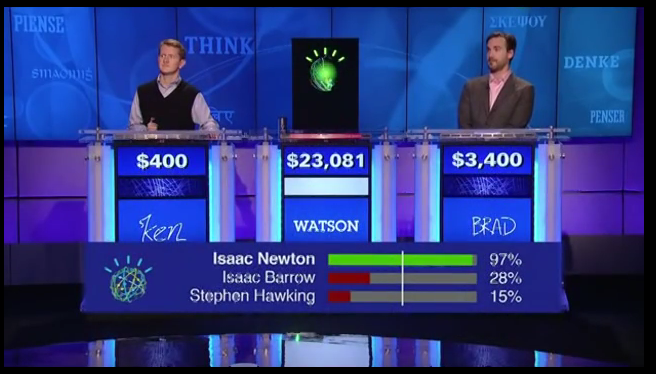 PIENSE
THINK
ΣΚΕΨΟΥ
DENKE
PENSER
$400
$23,081
$3,400
Ken
WATSON
BRAD
Isaac Newton 97%
Isaac Barrow 28%
Stephen Hawking 15%